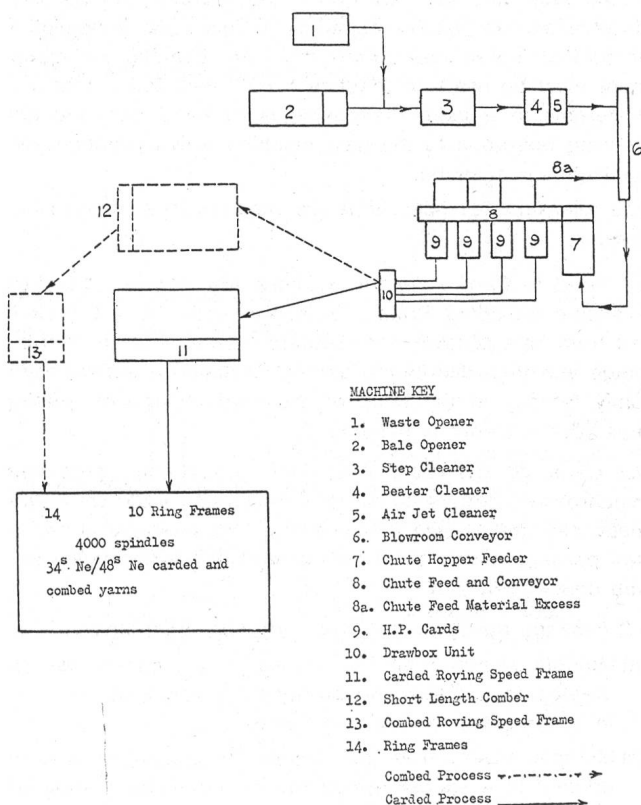 1
2
3
4 5
6
8a
8
9 9 9 9 7
10
12
11
13
14 10 Ring Frames
4000 spindles
34s Ne/48s Ne carded and
combed yarns
MACHINE KEY
1. Waste Opener
2. Bale Opener
3. Step Cleaner
4. Beater Cleaner
5. Air Jet Cleaner
6. Blowroom Conveyor
7. Chute Hopper Feeder
8. Chute Feed and Conveyor
8a. Chute Feed Material Excess
9. H.P. Cards
10. Drawbox Unit
11. Carded Roving Speed Frame
12. Short Length Comber
13. Combed Roving Speed Frame
14. Ring Frames
Combed Process
Carded Process